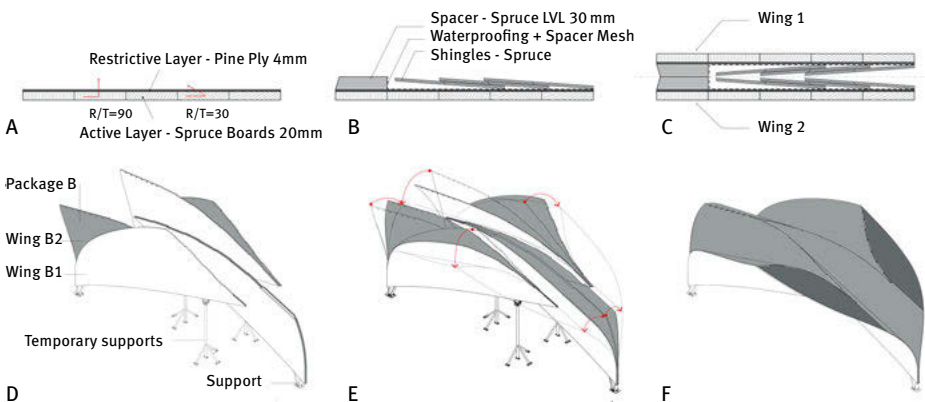 Restrictive Layer - Pine Ply 4mm
R/T=90
R/T=30
Active Layer - Spruce Boards 20mm
A
Spacer - Spruce LVL 30 mm
Waterproofing + Spacer Mesh
Shingles - Spruce
B
Wing 1
Wing 2
C
Package B
Wing B2
Wing B1
Temporary supports
Support
D
E
F